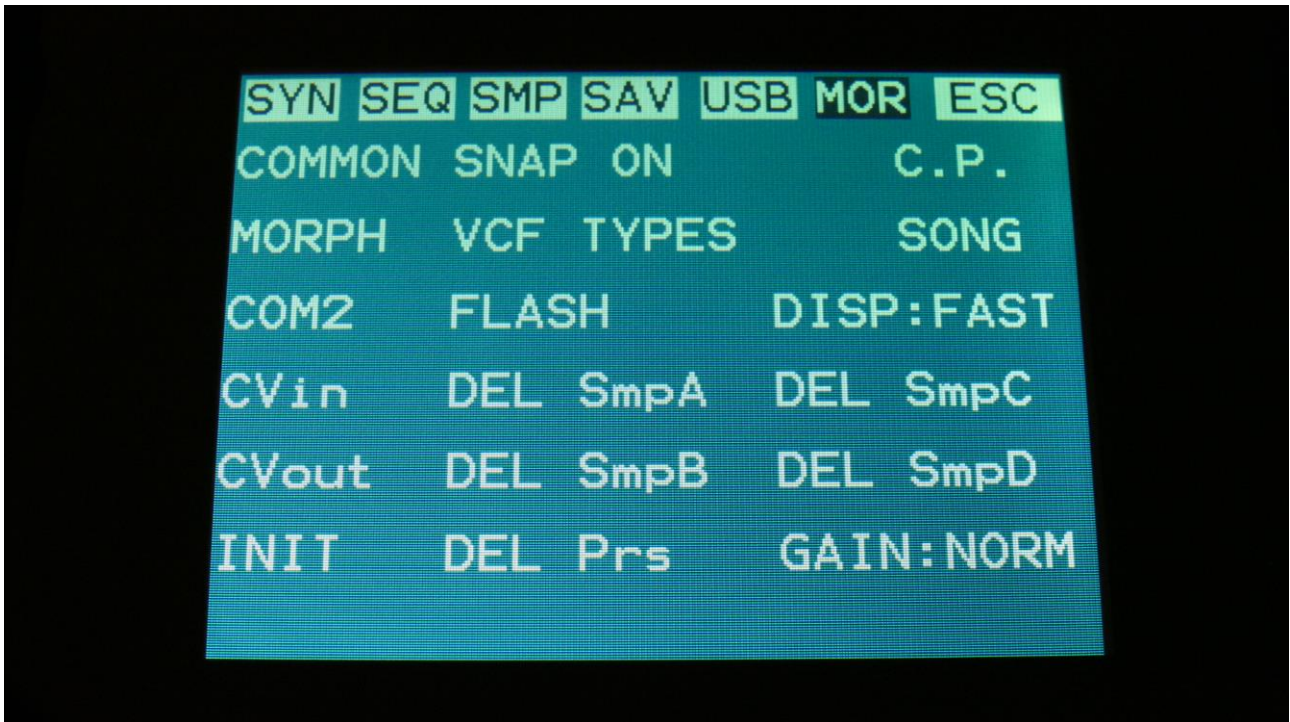 SYN SEQ SMP SAV USB MOR ESC
COMMON SNAP ON C.P.
MORPH VCF TYPES SONG
COM2 FLASH DISP:FAST
CVin DEL SmpA DEL SmpC
CVout DEL SmpB DEL SmpD
INIT DEL Prs GAIN:NORM